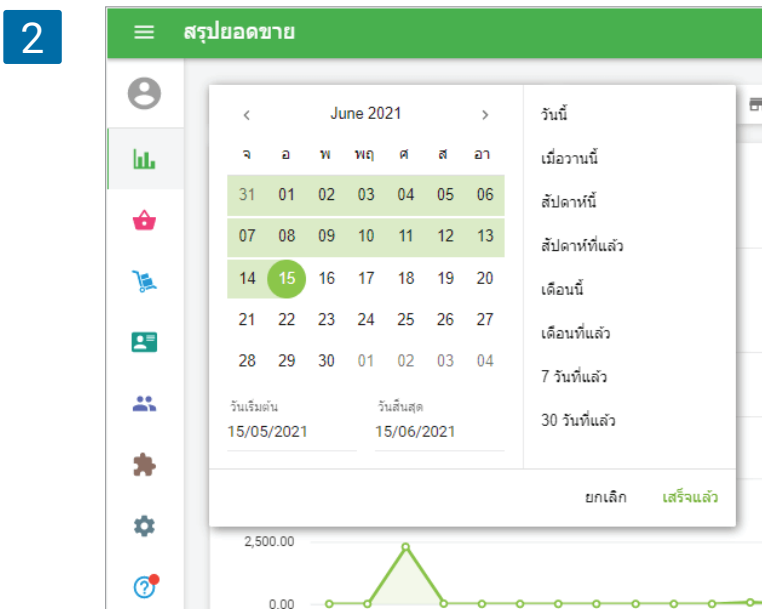 2
สรุปยอดขาย
June 2021
จ อ พ พฤ ศ ส อา
31 01 02 03 04 05 06
07 08 09 10 11 12 13
14 15 16 17 18 19 20
21 22 23 24 25 26 27
28 29 30 01 02 03 04
วันเริ่มต้น วันสิ้นสุด
15/05/2021 15/06/2021
วันนี้
เมื่อวานนี้
สัปดาห์นี้
สัปดาห์ที่แล้ว
เดือนนี้
เดือนที่แล้ว
7 วันที่แล้ว
30 วันที่แล้ว
ยกเลิก เสร็จแล้ว
2,500.00
0.00